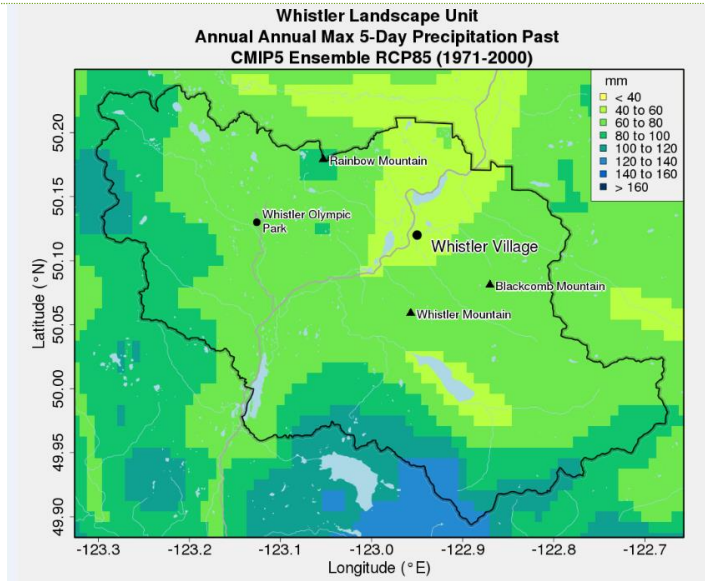 Whistler Landscape Unit
Annual Annual Max 5-Day Precipitation Past
CMIP5 Ensemble RCP85 (1971-2000)
mm
< 40
40 to 60
60 to 80
80 to 100
100 to 120
120 to 140
140 to 160
> 160
Rainbow Mountain
Whistler Olympic
Park
Whistler Village
Blackcomb Mountain
Whistler Mountain
Latitude (°N)
50.20
50.15
50.10
50.05
50.00
49.95
49.90
-123.3 -123.2 -123.1 -123.0 -122.9 -122.8 -122.7
Longitude (°E)